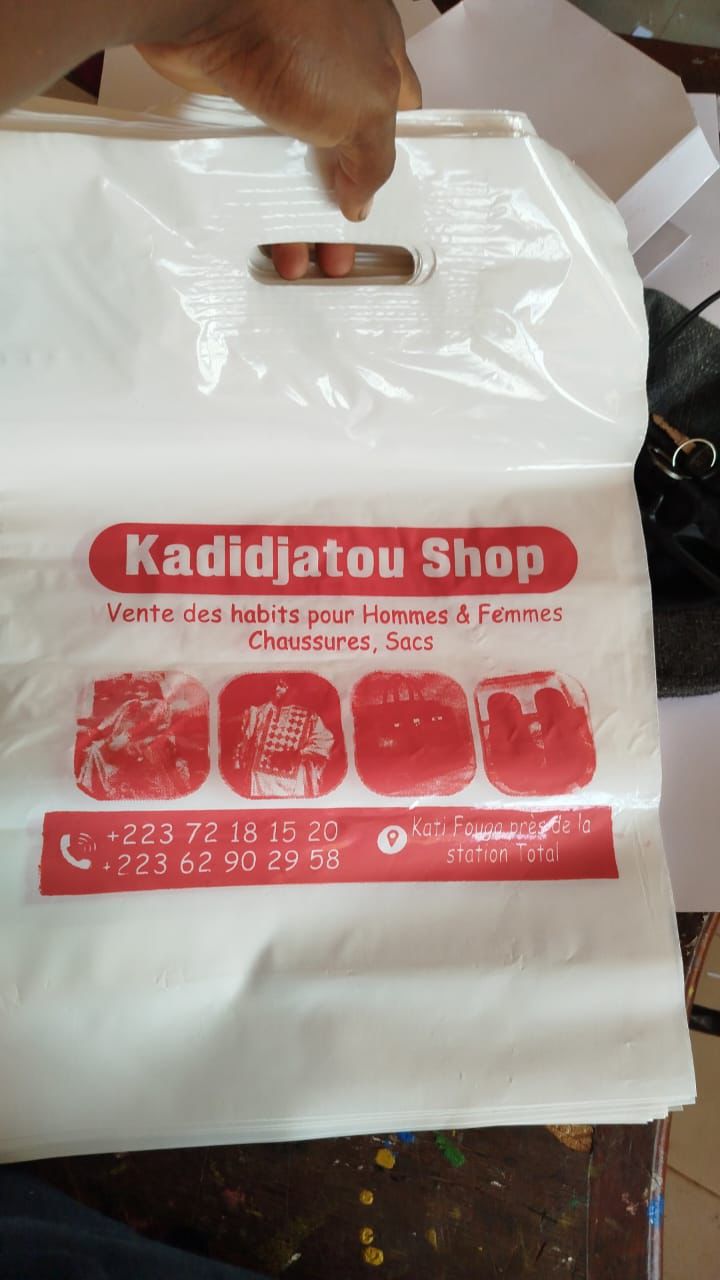 Kadidjatou Shop
Vente des habits pour Hommes & Femmes
Chaussures, Sacs
+223 72 18 15 20
+223 62 90 29 58
Kati Fouga près de la
station Total